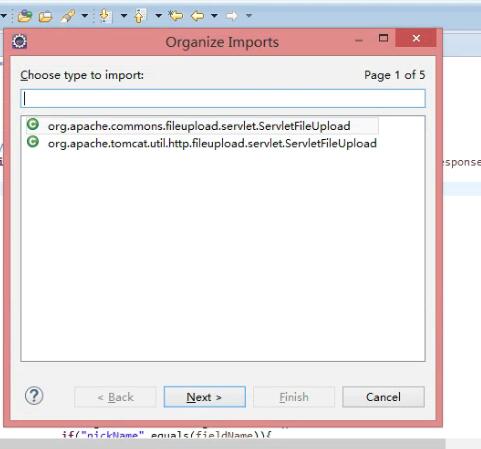 Organize Imports
Choose type to import:
Page 1 of 5
org.apache.commons.fileupload.servlet.ServletFileUpload
org.apache.tomcat.util.http.fileupload.servlet.ServletFileUpload
esponse
< Back
Next >
Finish
Cancel
if("nickName".equals(fieldName)){